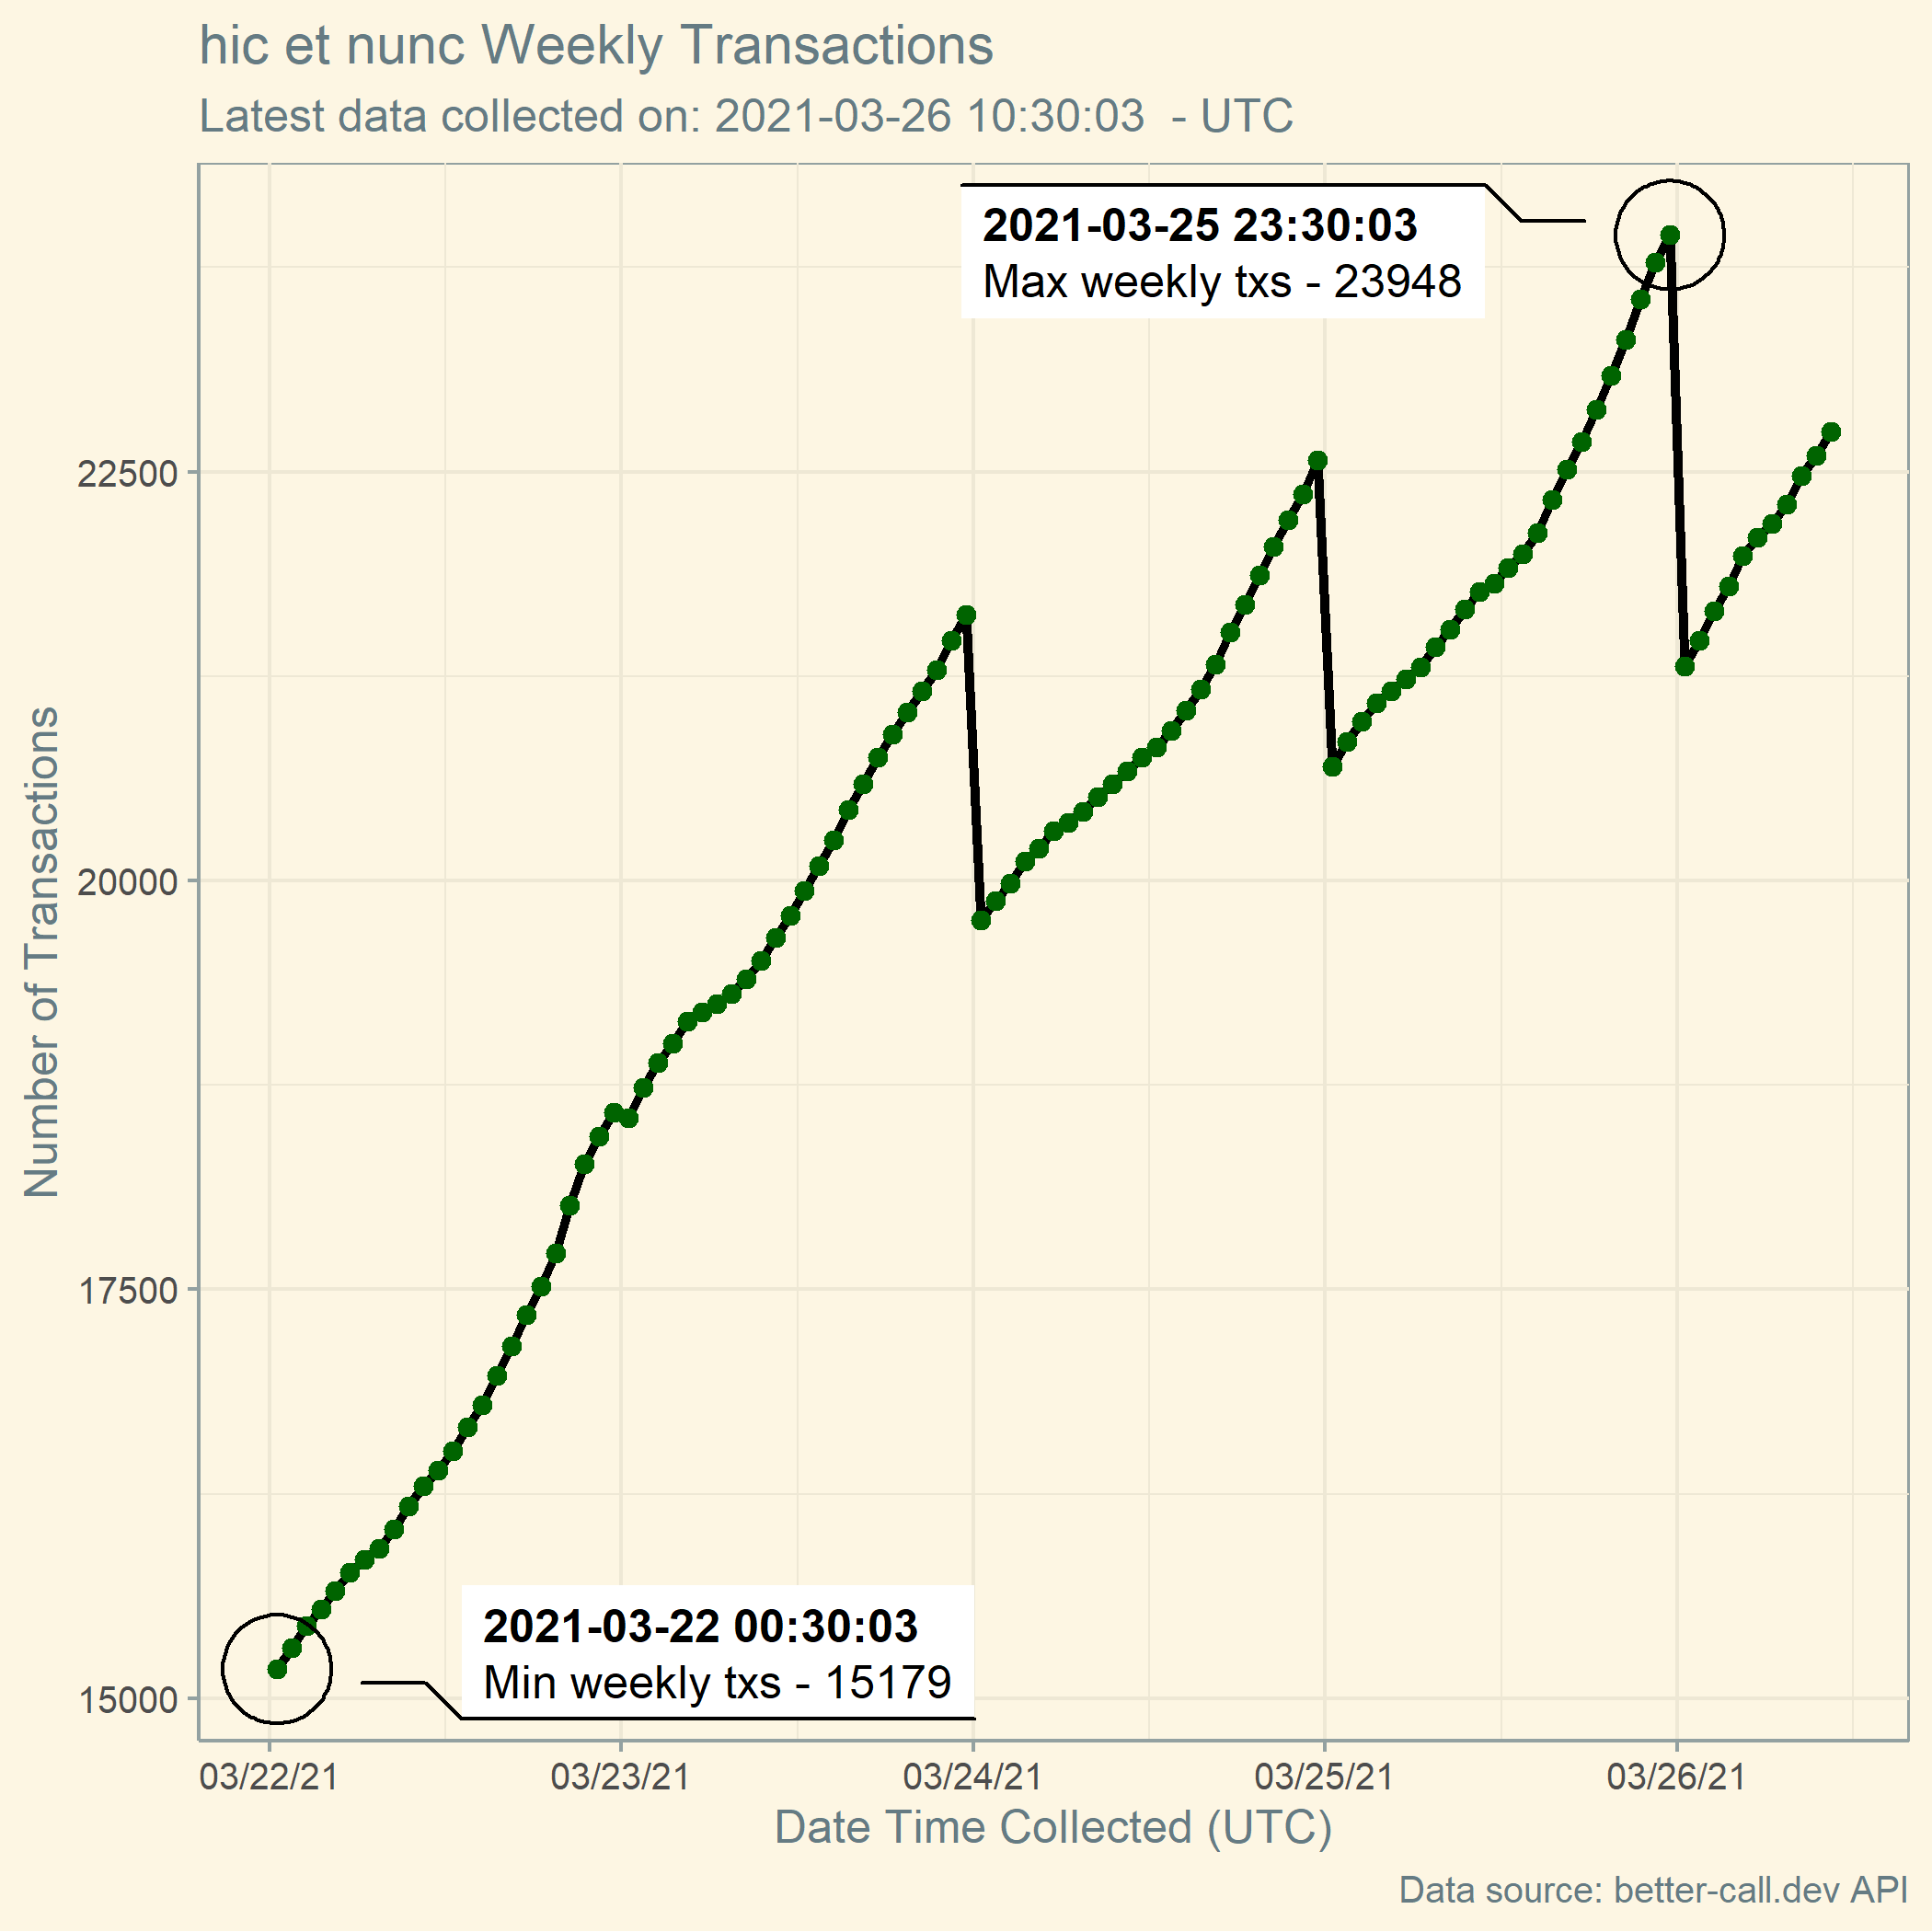 hic et nunc Weekly Transactions
Latest data collected on: 2021-03-26 10:30:03  - UTC
2021-03-25 23:30:03
Max weekly txs - 23948
22500
20000
17500
15000
Number of Transactions
2021-03-22 00:30:03
Min weekly txs - 15179
03/22/21 03/23/21 03/24/21 03/25/21 03/26/21
Date Time Collected (UTC)
Data source: better-call.dev API